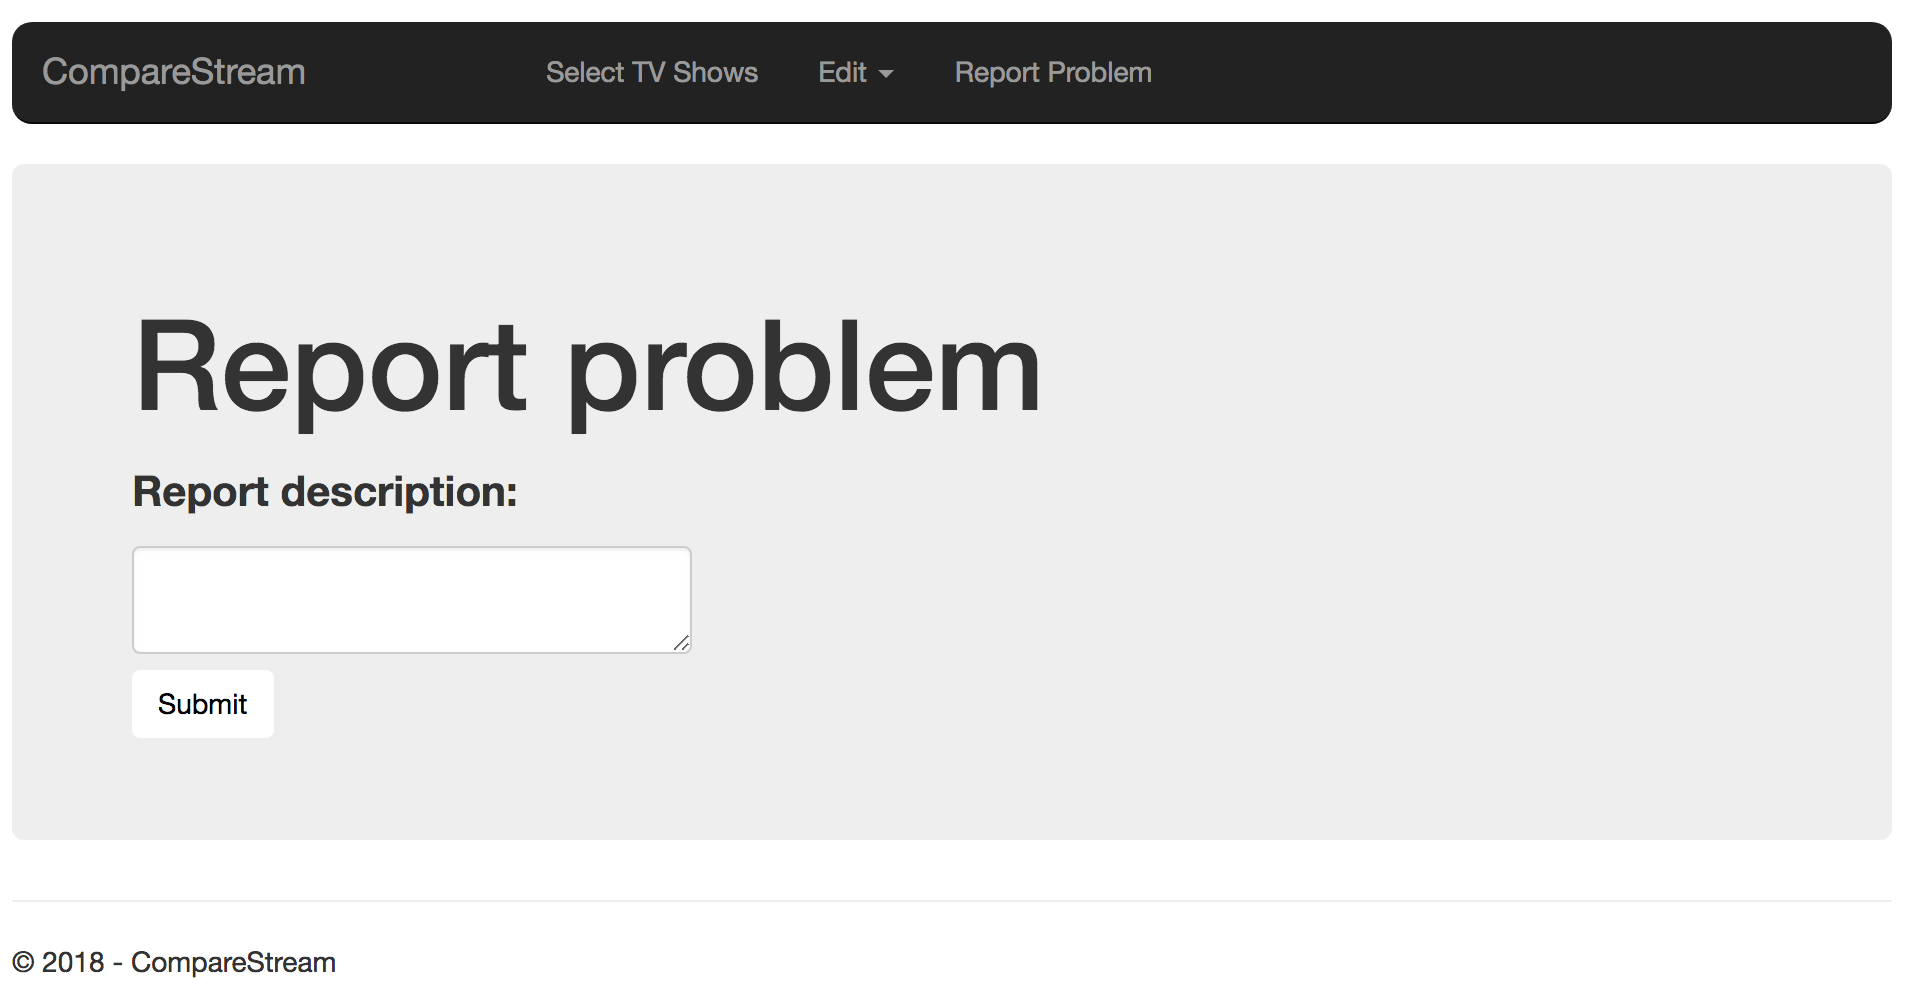 CompareStream Select TV Shows Edit Report Problem
Report problem
Report description:
Submit
© 2018 - CompareStream